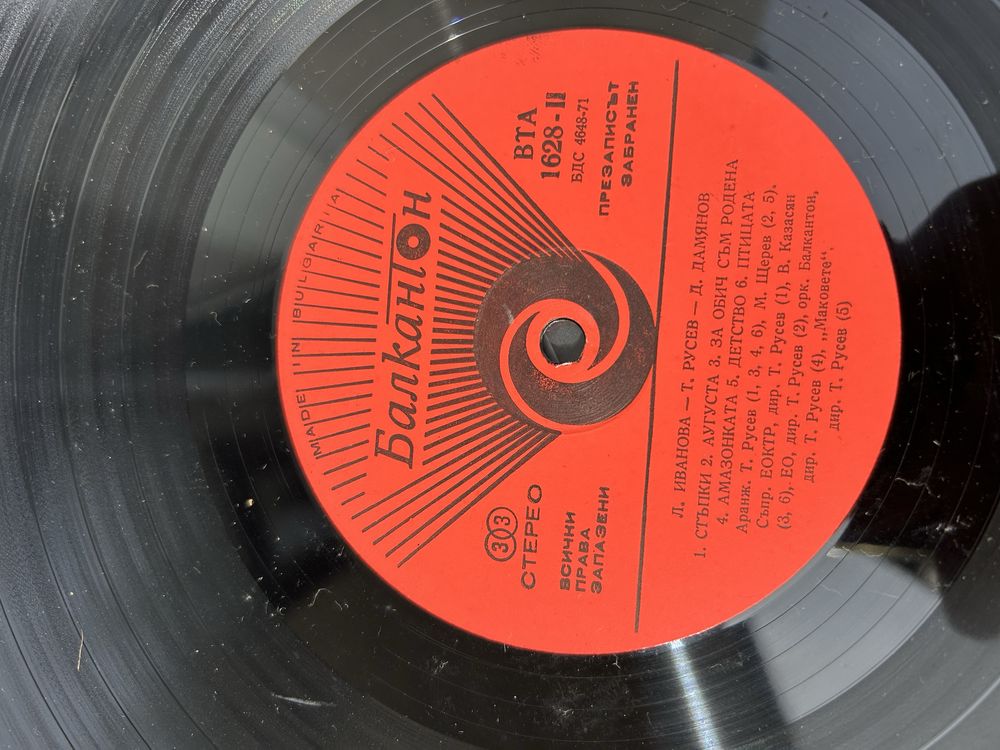 MADE IN BULGARIA
Балкантон
303
СТЕРЕО
ВСИЧКИ
ПРАВА
ЗАПАЗЕНИ
ВТА
1628-II
БДС 4648-71
ПРЕЗАПИСЪТ
ЗАБРАНЕН
Л. ИВАНОВА — Т. РУСЕВ — Д. ДАМЯНОВ
1. СТЪПКИ 2. АУГУСТА 3. ЗА ОБИЧ СЪМ РОДЕНА
4. АМАЗОНКАТА 5. ДЕТСТВО 6. ПТИЦАТА
Аранж. Т. Русев (1, 3, 4, 6), М. Щерев (2, 5).
Съпр. ЕОКТР, дир. Т. Русев (1), В. Казасян
(3, 6), ЕО, дир. Т. Русев (2), орк. Балкантон,
дир. Т. Русев (4), „Маковете“,
дир. Т. Русев (5)